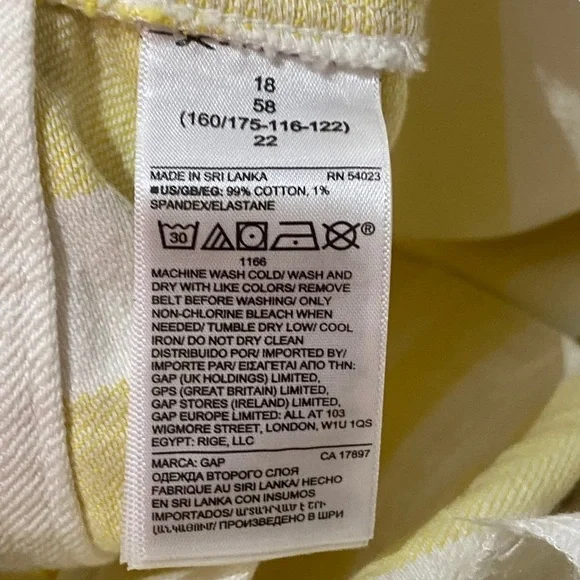 18
58
(160/175-116-122)
22
MADE IN SRI LANKA RN 54023
US/GB/EG: 99% COTTON, 1%
SPANDEX/ELASTANE
30
®
1166
MACHINE WASH COLD/ WASH AND
DRY WITH LIKE COLORS/ REMOVE
BELT BEFORE WASHING/ ONLY
NON-CHLORINE BLEACH WHEN
NEEDED/ TUMBLE DRY LOW/ COOL
IRON/ DO NOT DRY CLEAN
DISTRIBUIDO POR/ IMPORTED BY/
IMPORTE PAR/ ΕΙΣΑΓΕΤΑΙ ΑΠΟ ΤΗΝ:
GAP (UK HOLDINGS) LIMITED,
GPS (GREAT BRITAIN) LIMITED,
GAP STORES (IRELAND) LIMITED,
GAP EUROPE LIMITED: ALL AT 103
WIGMORE STREET, LONDON, W1U 1QS
EGYPT: RIGE, LLC
MARCA: GAP CA 17897
ОДЕЖДА ВТОРОГО СЛОЯ
FABRIQUE AU SRI LANKA/ HECHO
EN SRI LANKA CON INSUMOS
IMPORTADOS/ ԱՐՏԱԴՐՎԱԾ Է ՇՐԻ
ԼԱՆԿԱՅՈՒՄ/ ПРОИЗВЕДЕНО В ШРИ